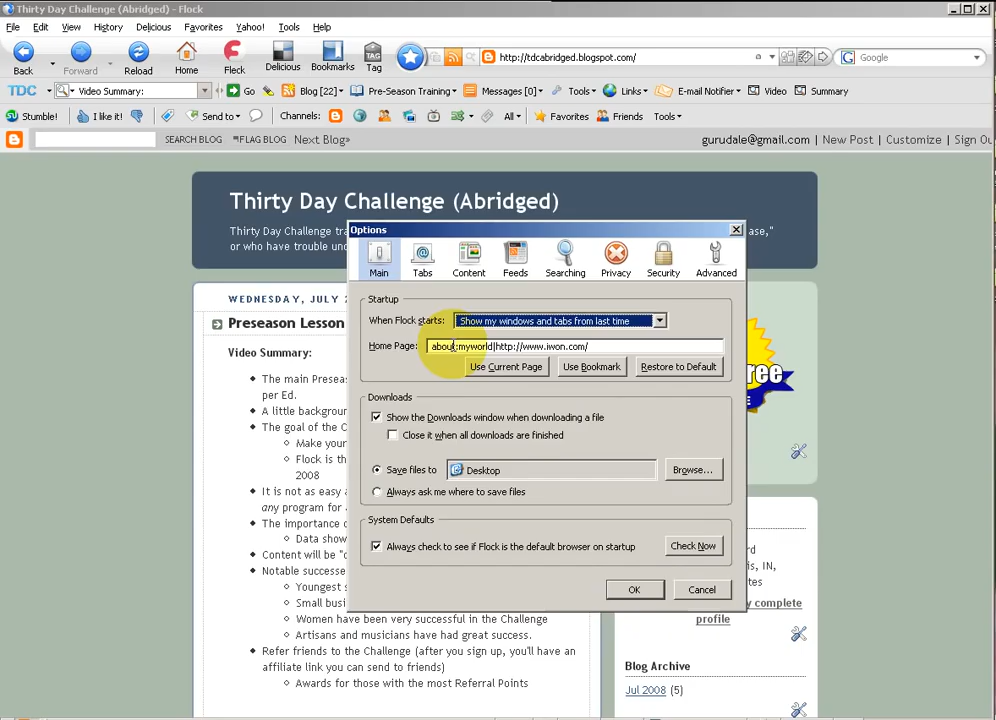 Thirty Day Challenge (Abridged) - Flock
File Edit View History Delicious Favorites Yahoo! Tools Help
http://tdcabridged.blogspot.com/
Google
Back Forward Reload Home Fleck Delicious Bookmarks Tag
TDC Video Summary: Go Blog [22] Pre-Season Training Messages [0] Tools Links E-mail Notifier Video Summary
Stumble! I like it! Send to Channels: All Favorites Friends Tools
SEARCH BLOG FLAG BLOG Next Blog» gurudale@gmail.com | New Post | Customize | Sign Ou
Thirty Day Challenge (Abridged)
Thirty Day Challenge tra
ase,"
or who have trouble un
Options
Main Tabs Content Feeds Searching Privacy Security Advanced
Startup
When Flock starts: Show my windows and tabs from last time
Home Page: about:myworld|http://www.iwon.com/
Use Current Page Use Bookmark Restore to Default
Downloads
Show the Downloads window when downloading a file
Close it when all downloads are finished
Save files to Desktop Browse...
Always ask me where to save files
System Defaults
Always check to see if Flock is the default browser on startup Check Now
OK Cancel
WEDNESDAY, JULY
Preseason Lesson
Video Summary:
The main Preseas
per Ed.
A little backgroun
The goal of the C
Make your
Flock is the
2008
It is not as easy a
any program for
The importance o
Data show
Content will be "d
Notable successe
Youngest s
Small busi
Women have been very successful in the Challenge
Artisans and musicians have had great success.
Refer friends to the Challenge (after you sign up, you'll have an
affiliate link you can send to friends)
Awards for those with the most Referral Points
ree
rd
is, IN,
tes
y complete
profile
Blog Archive
Jul 2008 (5)